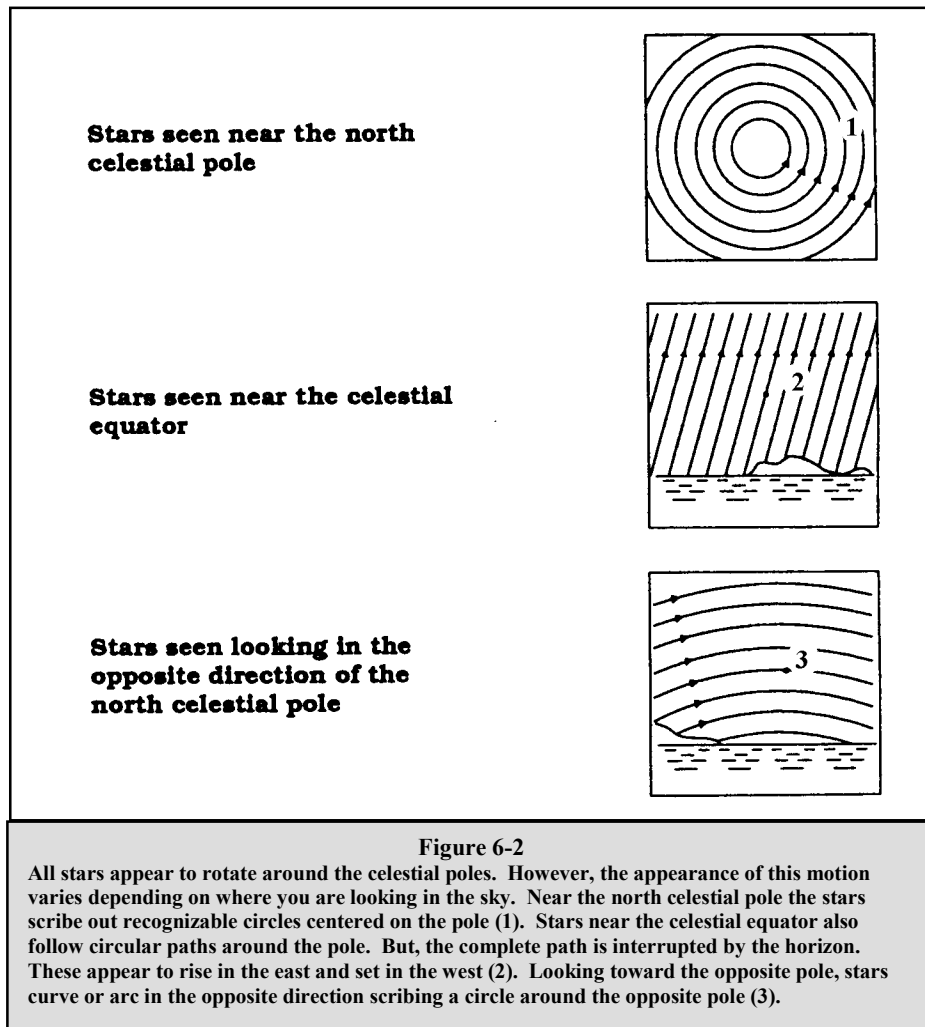 Stars seen near the north
celestial pole
1
Stars seen near the celestial
equator
2
Stars seen looking in the
opposite direction of the
north celestial pole
3
Figure 6-2
All stars appear to rotate around the celestial poles.  However, the appearance of this motion
varies depending on where you are looking in the sky.  Near the north celestial pole the stars
scribe out recognizable circles centered on the pole (1).  Stars near the celestial equator also
follow circular paths around the pole.  But, the complete path is interrupted by the horizon.
These appear to rise in the east and set in the west (2).  Looking toward the opposite pole, stars
curve or arc in the opposite direction scribing a circle around the opposite pole (3).